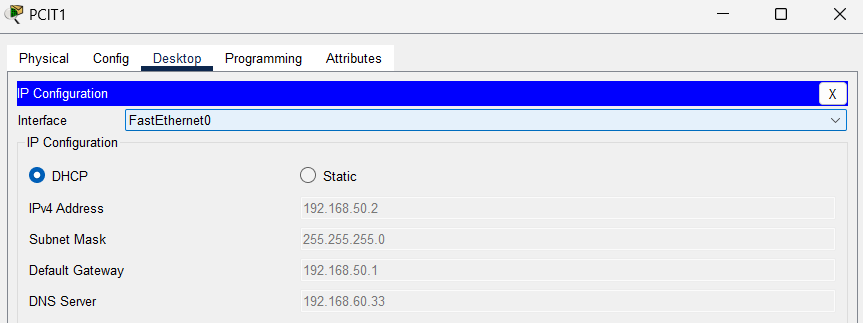 PCIT1
Physical Config Desktop Programming Attributes
IP Configuration X
Interface FastEthernet0
IP Configuration
DHCP Static
IPv4 Address 192.168.50.2
Subnet Mask 255.255.255.0
Default Gateway 192.168.50.1
DNS Server 192.168.60.33